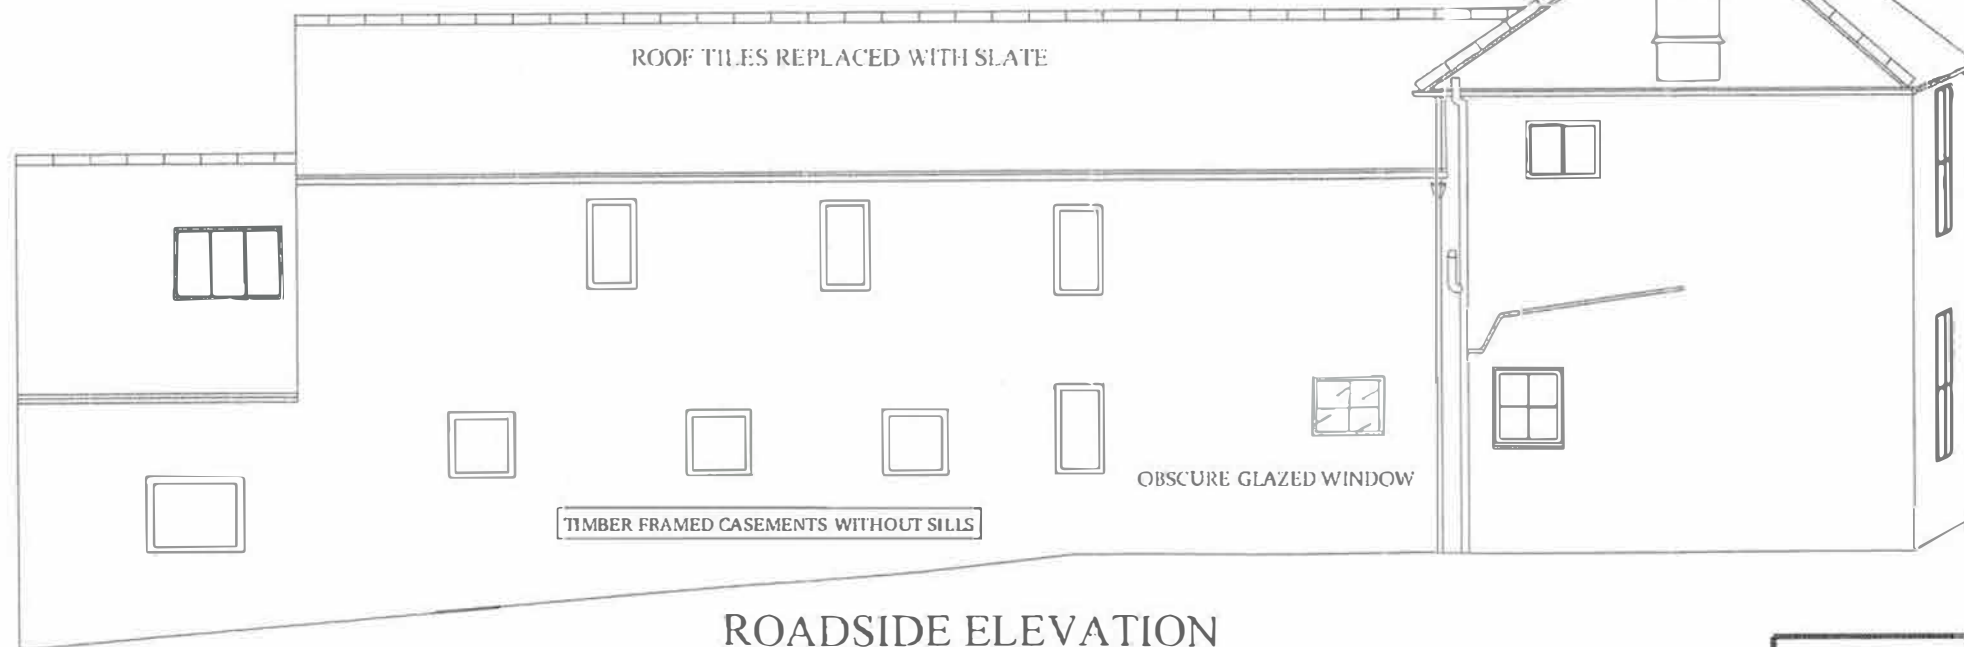 ROOF TILES REPLACED WITH SLATE
OBSCURE GLAZED WINDOW
TIMBER FRAMED CASEMENTS WITHOUT SILLS
ROADSIDE ELEVATION